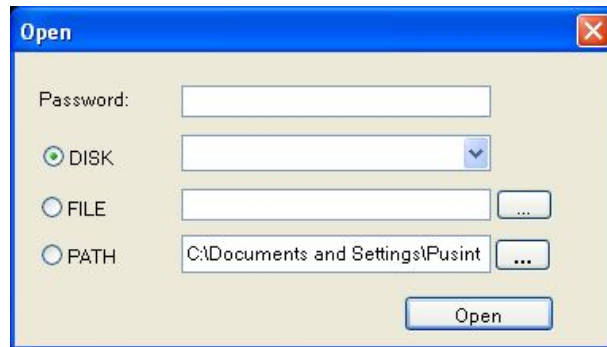 Open
Password:
DISK
FILE ...
PATH C:\Documents and Settings\Pusint ...
Open